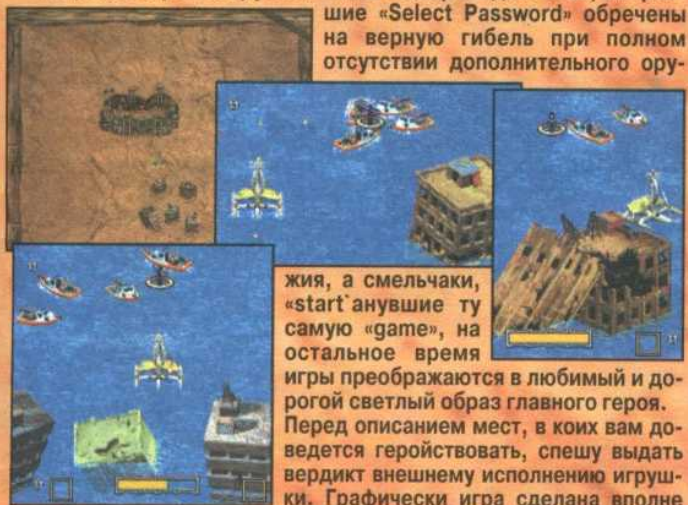 шие «Select Password» обречены
на верную гибель при полном
отсутствии дополнительного ору-
жия, а смельчаки,
«start`анувшие ту
самую «game», на
остальное время
игры преображаются в любимый и до-
рогой светлый образ главного героя.
Перед описанием мест, в коих вам до-
ведется геройствовать, спешу выдать
вердикт внешнему исполнению игруш-
ки. Графически игра сделана вполне